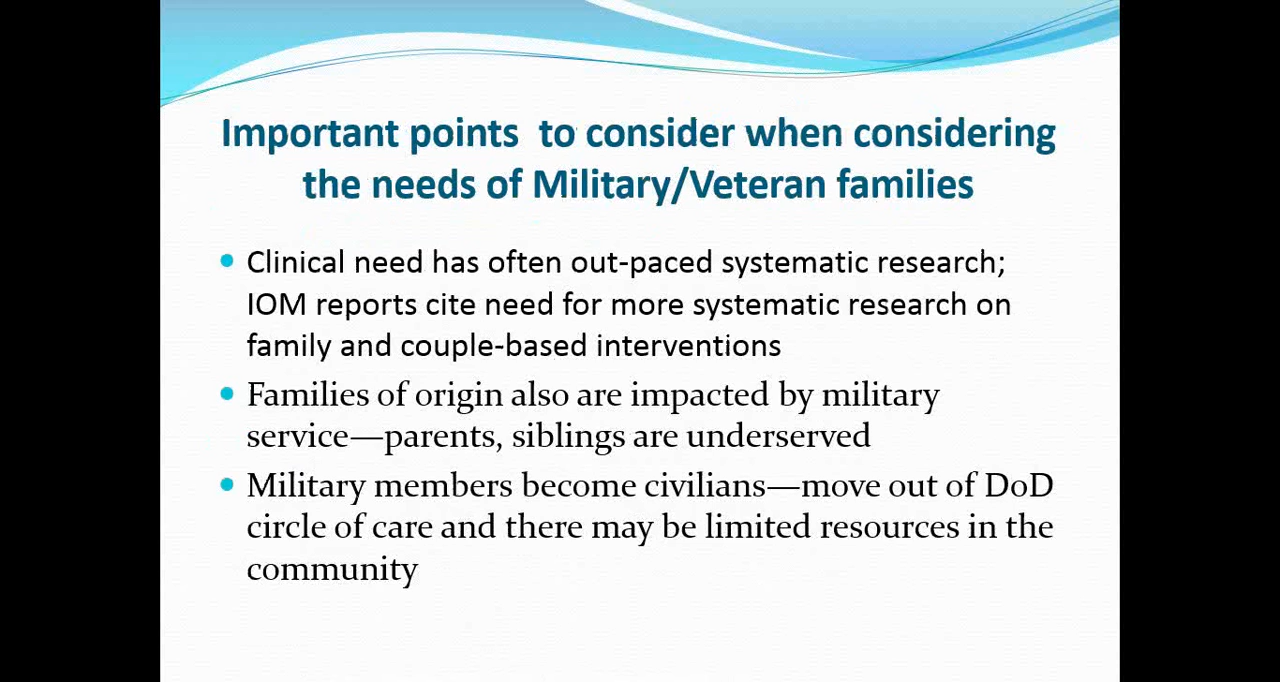 Important points  to consider when considering
the needs of Military/Veteran families
• Clinical need has often out-paced systematic research;
IOM reports cite need for more systematic research on
family and couple-based interventions
• Families of origin also are impacted by military
service—parents, siblings are underserved
• Military members become civilians—move out of DoD
circle of care and there may be limited resources in the
community